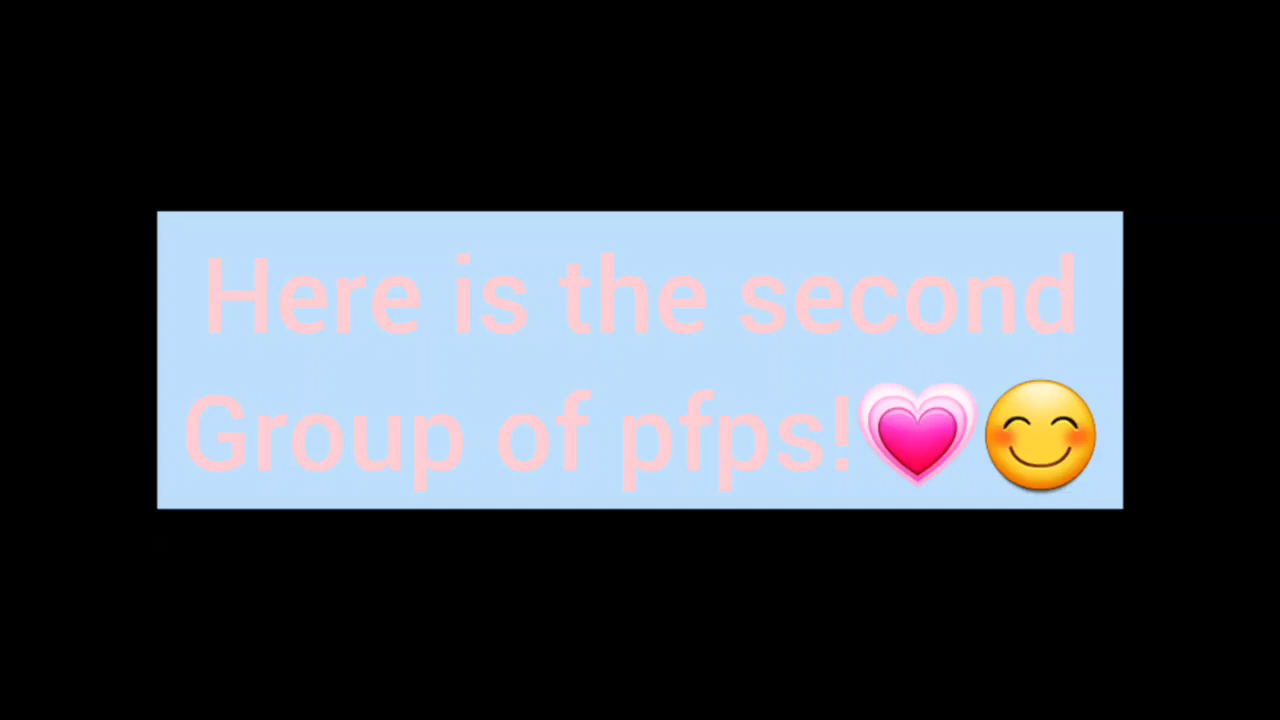 Here is the second
Group of pfps!💗😊